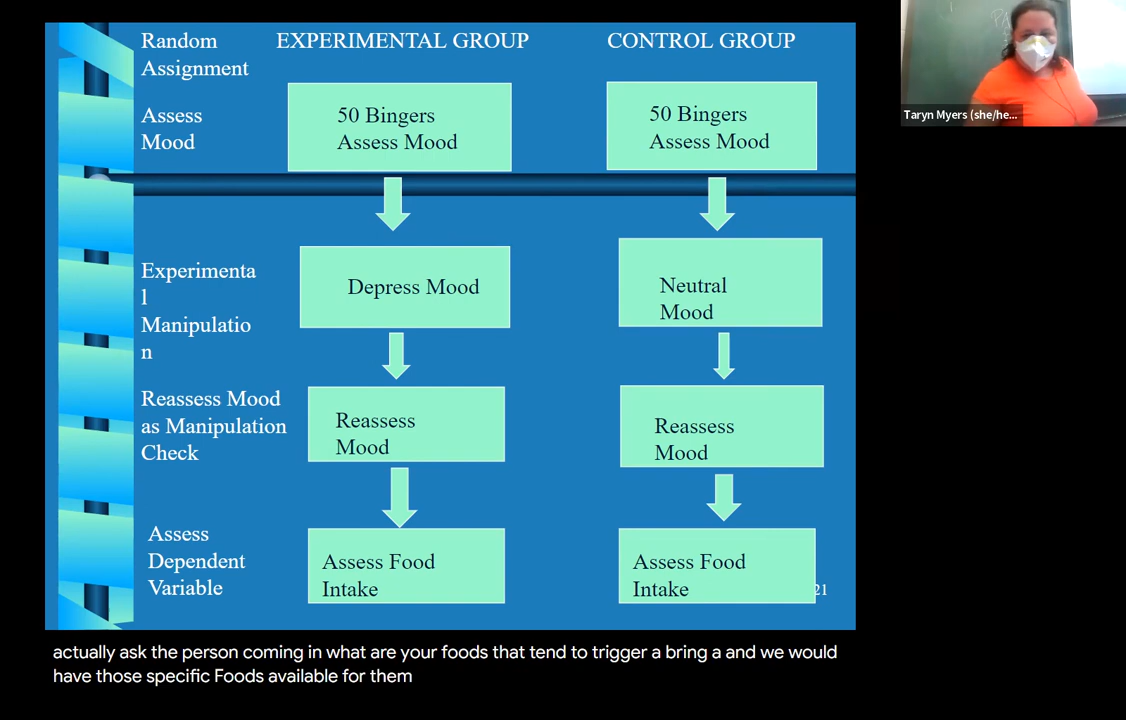 Random
Assignment
EXPERIMENTAL GROUP
CONTROL GROUP
Assess
Mood
50 Bingers
Assess Mood
50 Bingers
Assess Mood
Experimenta
l
Manipulatio
n
Depress Mood
Neutral
Mood
Reassess Mood
as Manipulation
Check
Reassess
Mood
Reassess
Mood
Assess
Dependent
Variable
Assess Food
Intake
Assess Food
Intake
21
Taryn Myers (she/he...
actually ask the person coming in what are your foods that tend to trigger a bring a and we would
have those specific Foods available for them